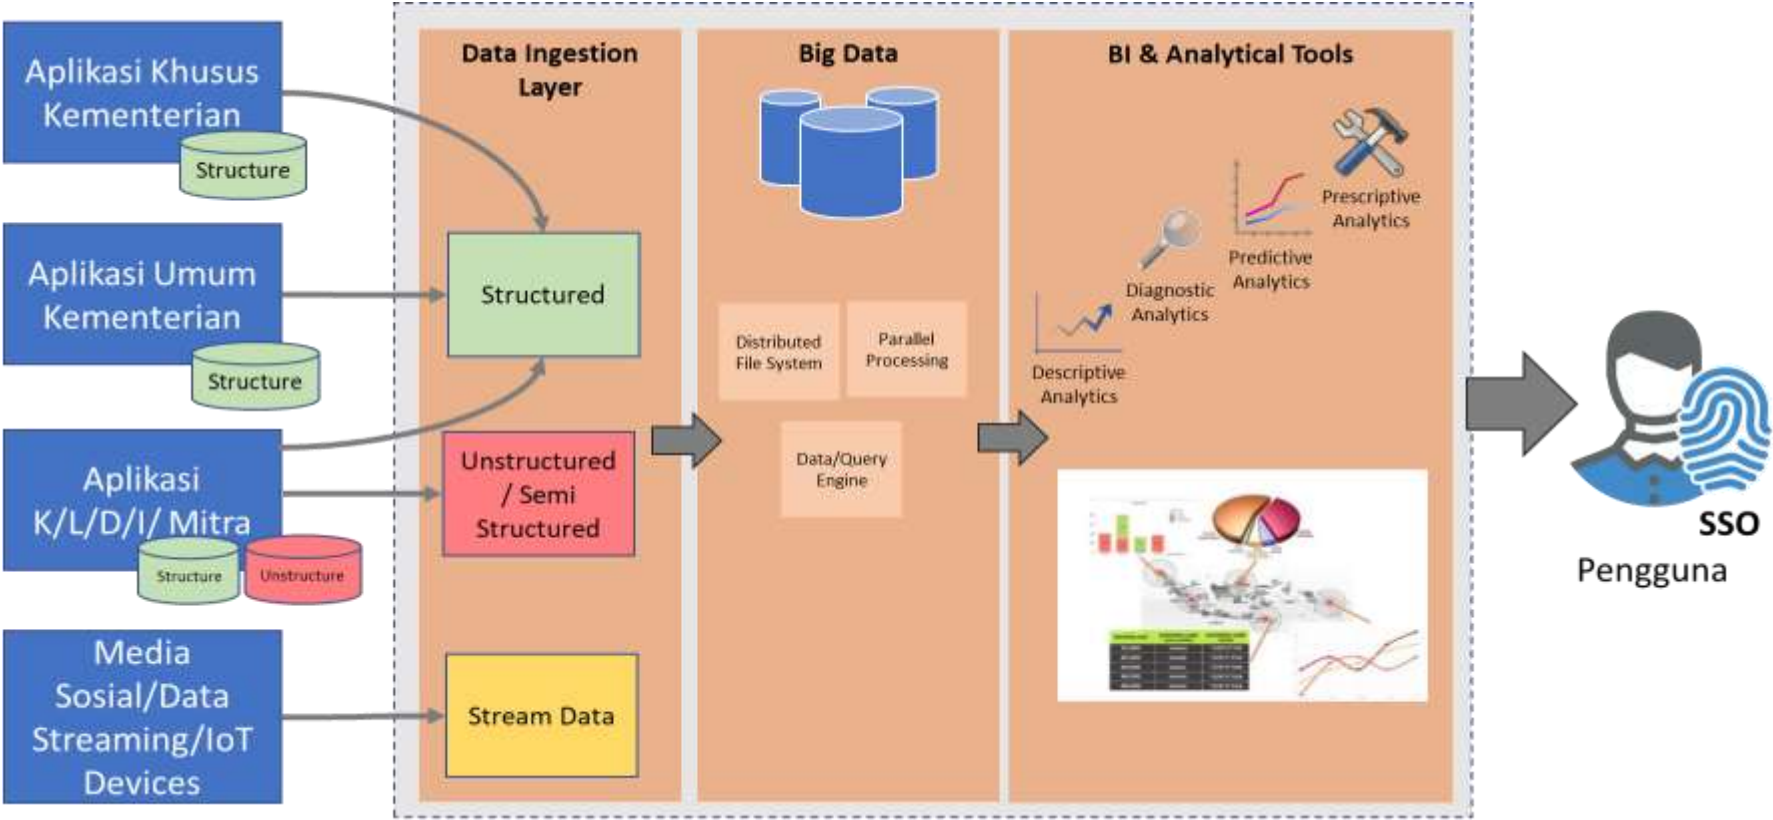 Aplikasi Khusus
Kementerian
Structure
Aplikasi Umum
Kementerian
Structure
Aplikasi
K/L/D/I/ Mitra
Structure
Unstructure
Media
Sosial/Data
Streaming/IoT
Devices
Data Ingestion
Layer
Structured
Unstructured
/ Semi
Structured
Stream Data
Big Data
Distributed
File System
Parallel
Processing
Data/Query
Engine
BI & Analytical Tools
Prescriptive
Analytics
Predictive
Analytics
Diagnostic
Analytics
Descriptive
Analytics
SSO
Pengguna